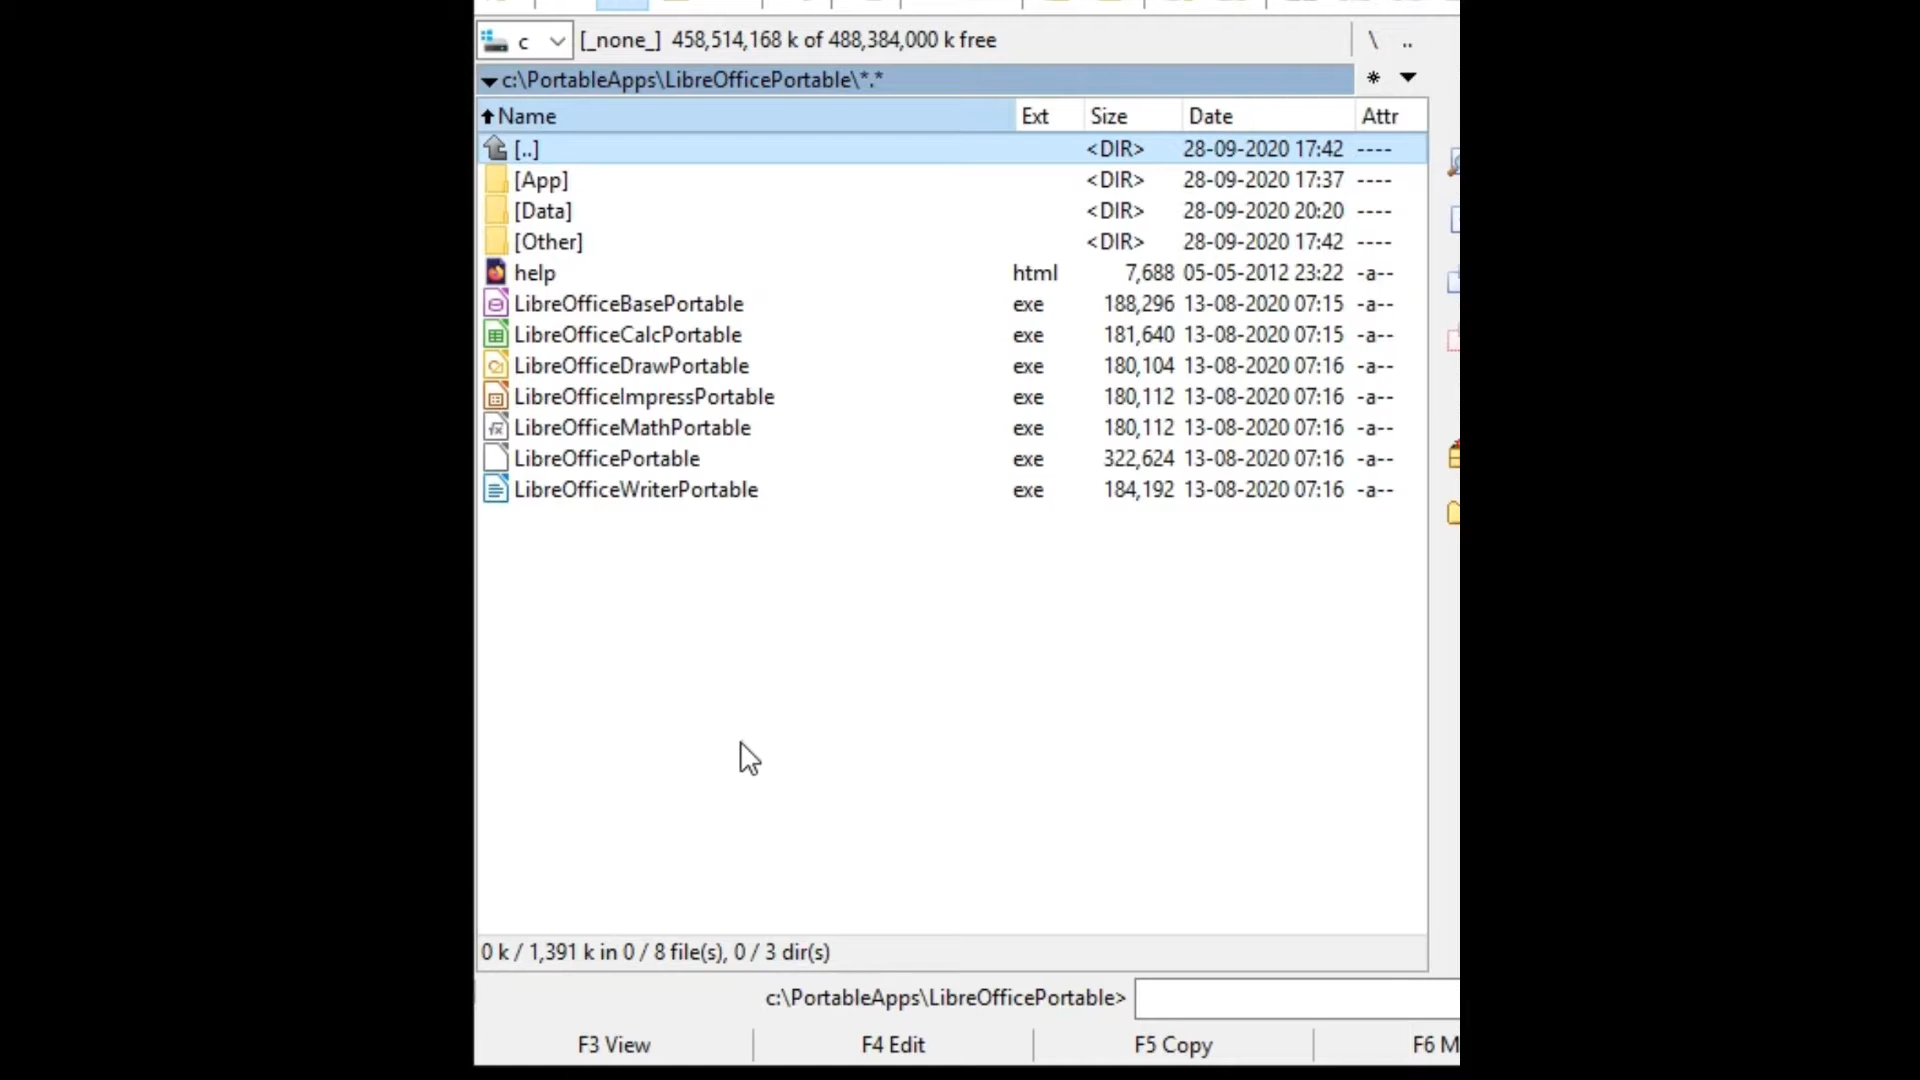 c [_none_] 458,514,168 k of 488,384,000 k free \ ..
c:\PortableApps\LibreOfficePortable\*.* *
Name Ext Size Date Attr
[..] <DIR> 28-09-2020 17:42 ----
[App] <DIR> 28-09-2020 17:37 ----
[Data] <DIR> 28-09-2020 20:20 ----
[Other] <DIR> 28-09-2020 17:42 ----
help html 7,688 05-05-2012 23:22 -a--
LibreOfficeBasePortable exe 188,296 13-08-2020 07:15 -a--
LibreOfficeCalcPortable exe 181,640 13-08-2020 07:15 -a--
LibreOfficeDrawPortable exe 180,104 13-08-2020 07:16 -a--
LibreOfficeImpressPortable exe 180,112 13-08-2020 07:16 -a--
LibreOfficeMathPortable exe 180,112 13-08-2020 07:16 -a--
LibreOfficePortable exe 322,624 13-08-2020 07:16 -a--
LibreOfficeWriterPortable exe 184,192 13-08-2020 07:16 -a--
0 k / 1,391 k in 0 / 8 file(s), 0 / 3 dir(s)
c:\PortableApps\LibreOfficePortable>
F3 View F4 Edit F5 Copy F6 M